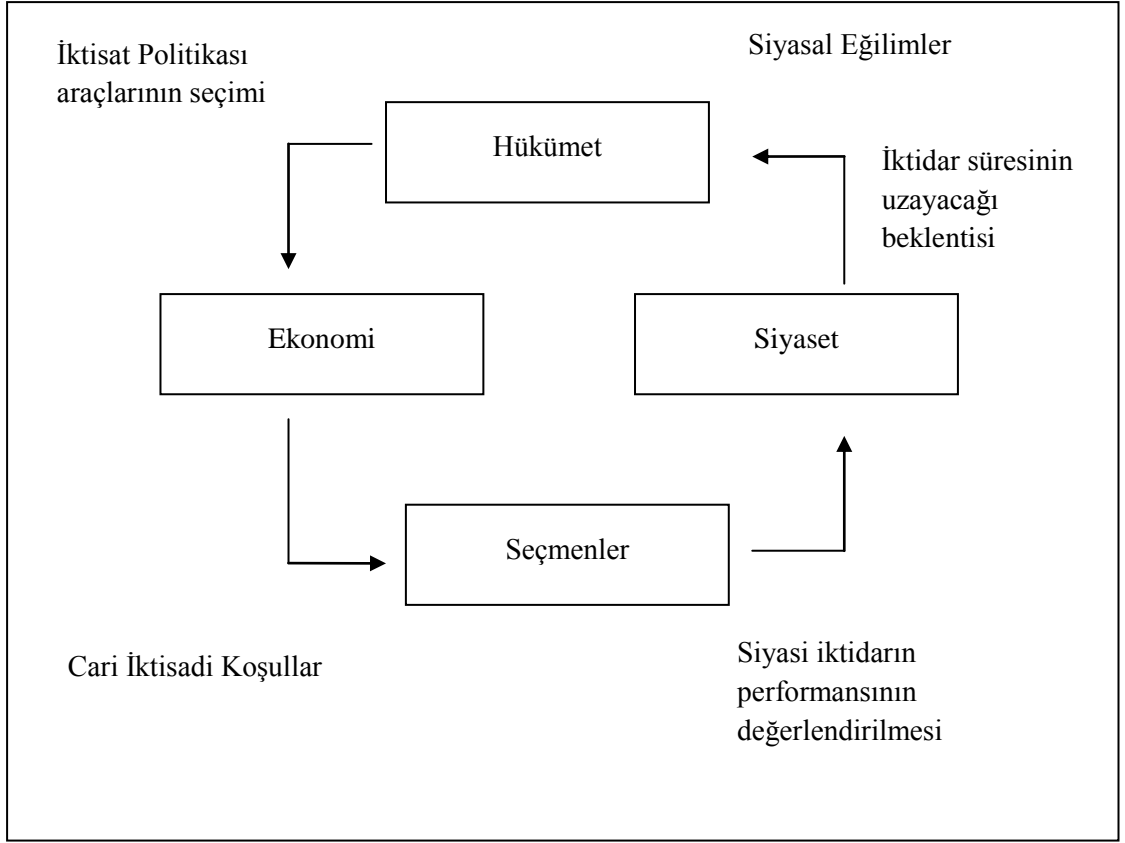 İktisat Politikası
araçlarının seçimi
Siyasal Eğilimler
Hükümet
İktidar süresinin
uzayacağı
beklentisi
Ekonomi
Siyaset
Seçmenler
Cari İktisadi Koşullar
Siyasi iktidarın
performansının
değerlendirilmesi